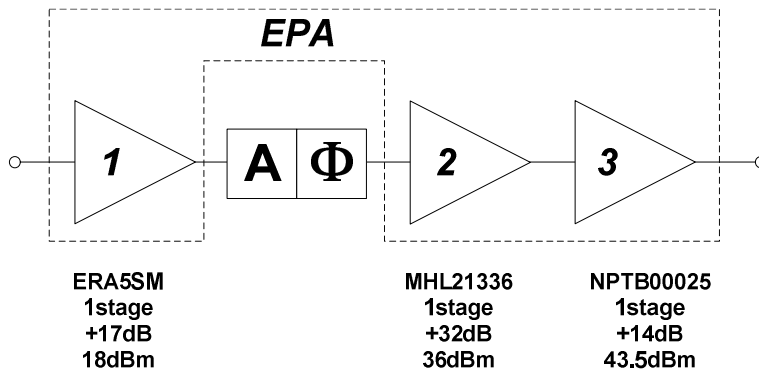 EPA
1
A Φ
2
3
ERA5SM
1stage
+17dB
18dBm
MHL21336
1stage
+32dB
36dBm
NPTB00025
1stage
+14dB
43.5dBm